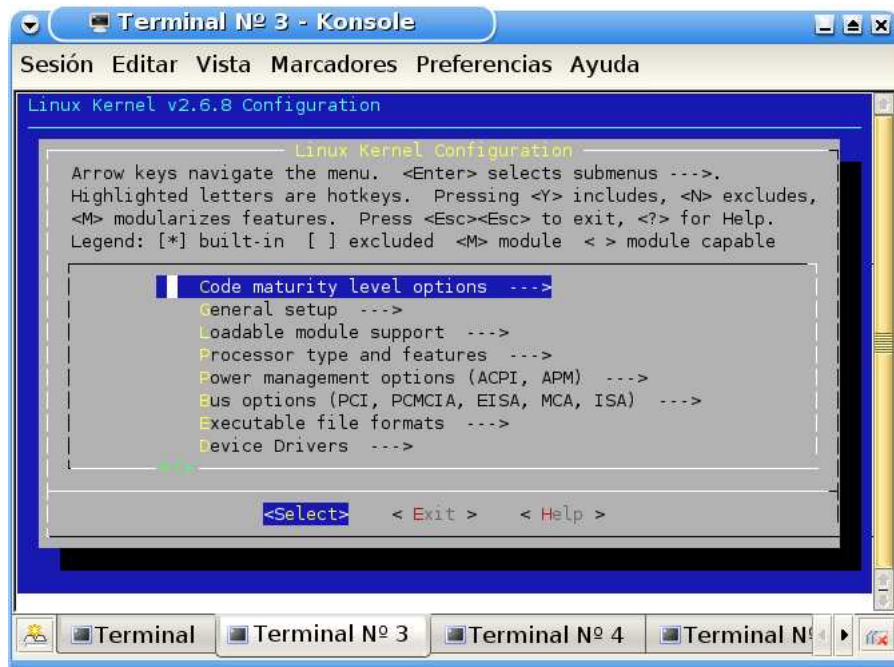 Terminal Nº 3 - Konsole
Sesión Editar Vista Marcadores Preferencias Ayuda
Linux Kernel v2.6.8 Configuration
Linux Kernel Configuration
Arrow keys navigate the menu. <Enter> selects submenus --->.
Highlighted letters are hotkeys. Pressing <Y> includes, <N> excludes,
<M> modularizes features. Press <Esc><Esc> to exit, <?> for Help.
Legend: [*] built-in [ ] excluded <M> module < > module capable
Code maturity level options --->
General setup --->
Loadable module support --->
Processor type and features --->
Power management options (ACPI, APM) --->
Bus options (PCI, PCMCIA, EISA, MCA, ISA) --->
Executable file formats --->
Device Drivers --->
<Select> < Exit > < Help >
Terminal Terminal Nº 3 Terminal Nº 4 Terminal Nº